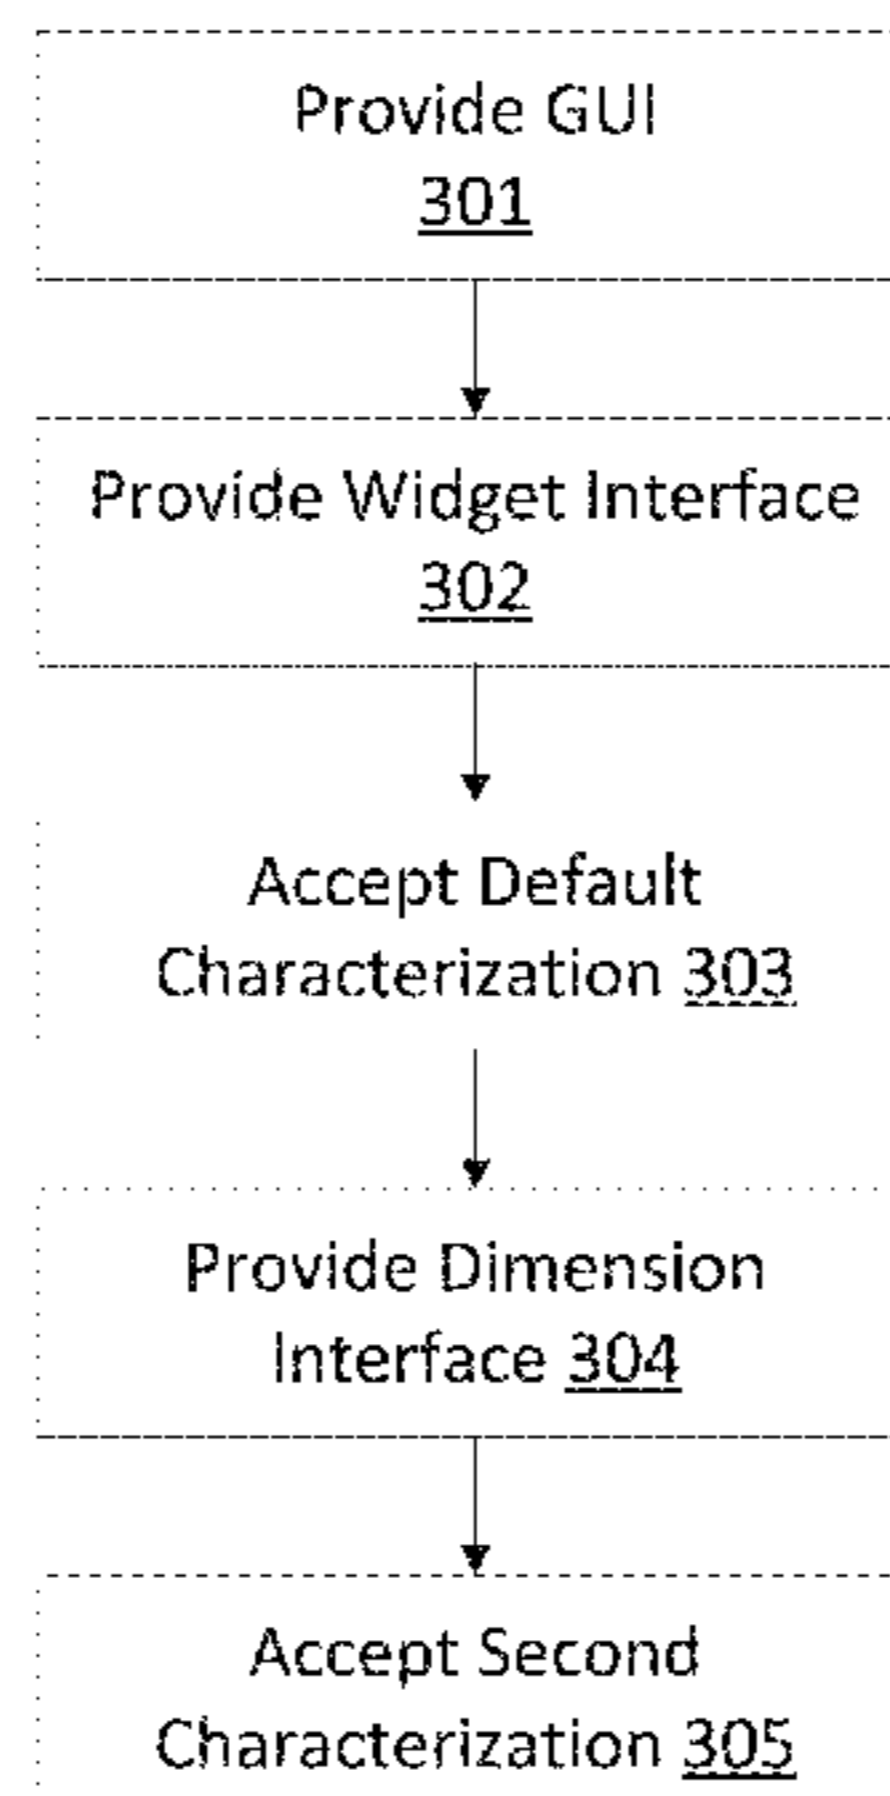 Provide GUI
301
Provide Widget Interface
302
Accept Default
Characterization 303
Provide Dimension
Interface 304
Accept Second
Characterization 305